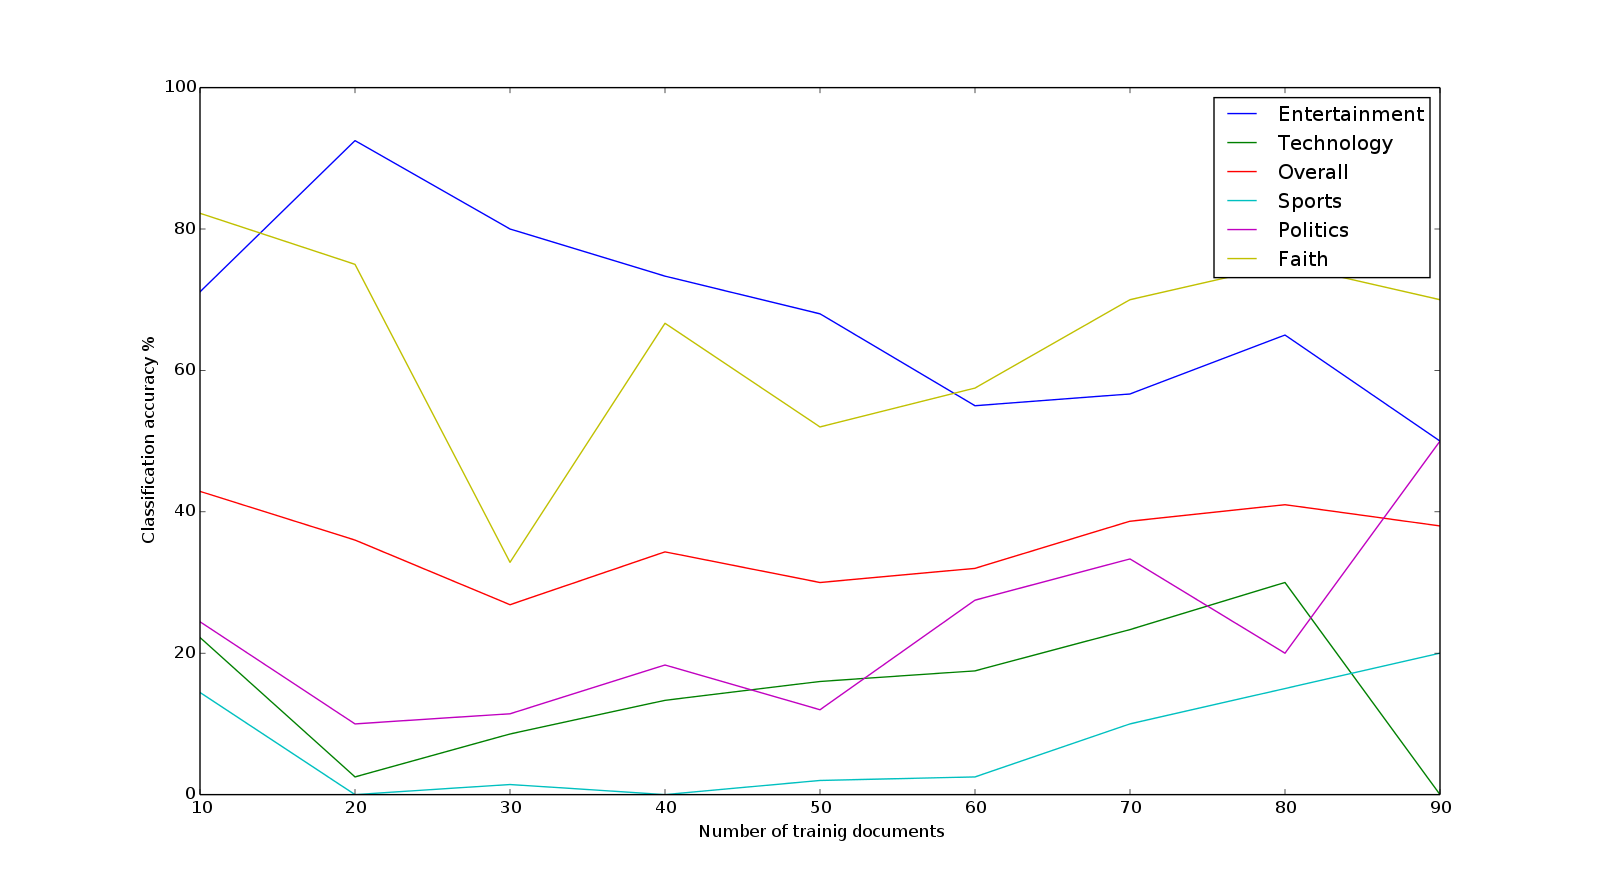 100
80
60
40
20
0
Classification accuracy %
Entertainment
Technology
Overall
Sports
Politics
Faith
10 20 30 40 50 60 70 80 90
Number of trainig documents